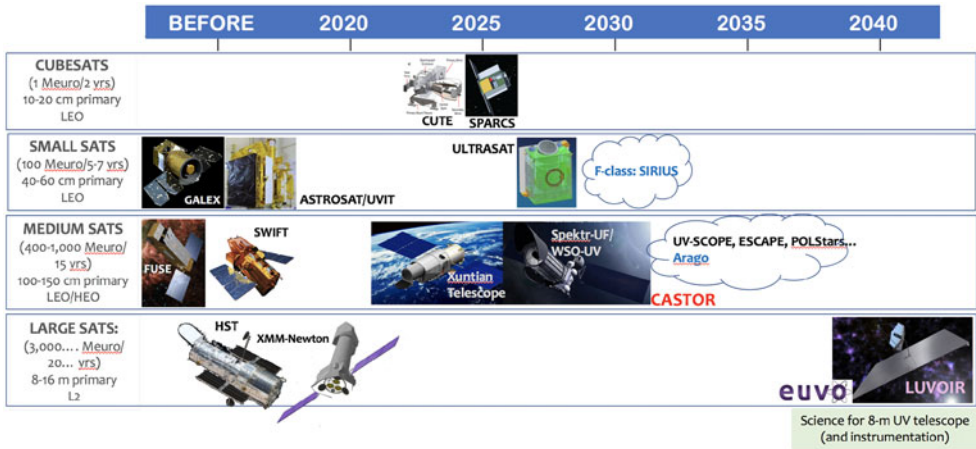 BEFORE 2020 2025 2030 2035 2040
CUBESATS
(1 Meuro/2 yrs)
10-20 cm primary
LEO
CUTE SPARCS
SMALL SATS
(100 Meuro/5-7 yrs)
40-60 cm primary
LEO
GALEX
ASTROSAT/UVIT
ULTRASAT
F-class: SIRIUS
MEDIUM SATS
(400-1,000 Meuro/
15 yrs)
100-150 cm primary
LEO/HEO
FUSE
SWIFT
Xuntian
Telescope
Spektr-UF/
WSO-UV
UV-SCOPE, ESCAPE, POLStars...
Arago
CASTOR
LARGE SATS:
(3,000.... Meuro/
20... yrs)
8-16 m primary
L2
HST
XMM-Newton
euvo
LUVOIR
Science for 8-m UV telescope
(and instrumentation)